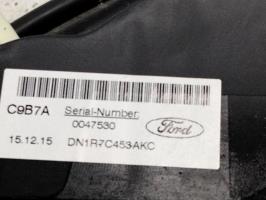 C9B7A Serial-Number:
0047530
Ford
15.12.15 DN1R7C453AKC